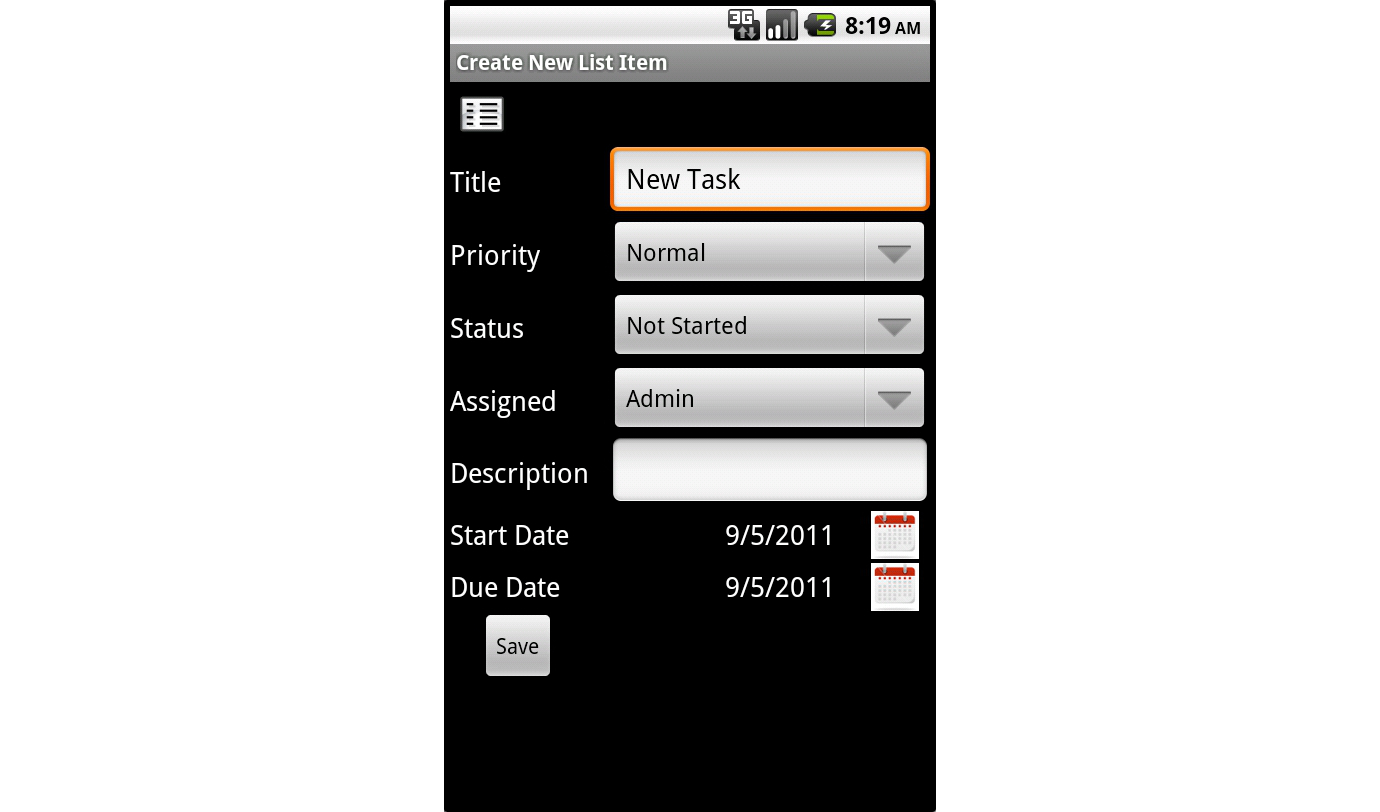 3G 8:19 AM
Create New List Item
Title New Task
Priority Normal
Status Not Started
Assigned Admin
Description
Start Date 9/5/2011
Due Date 9/5/2011
Save